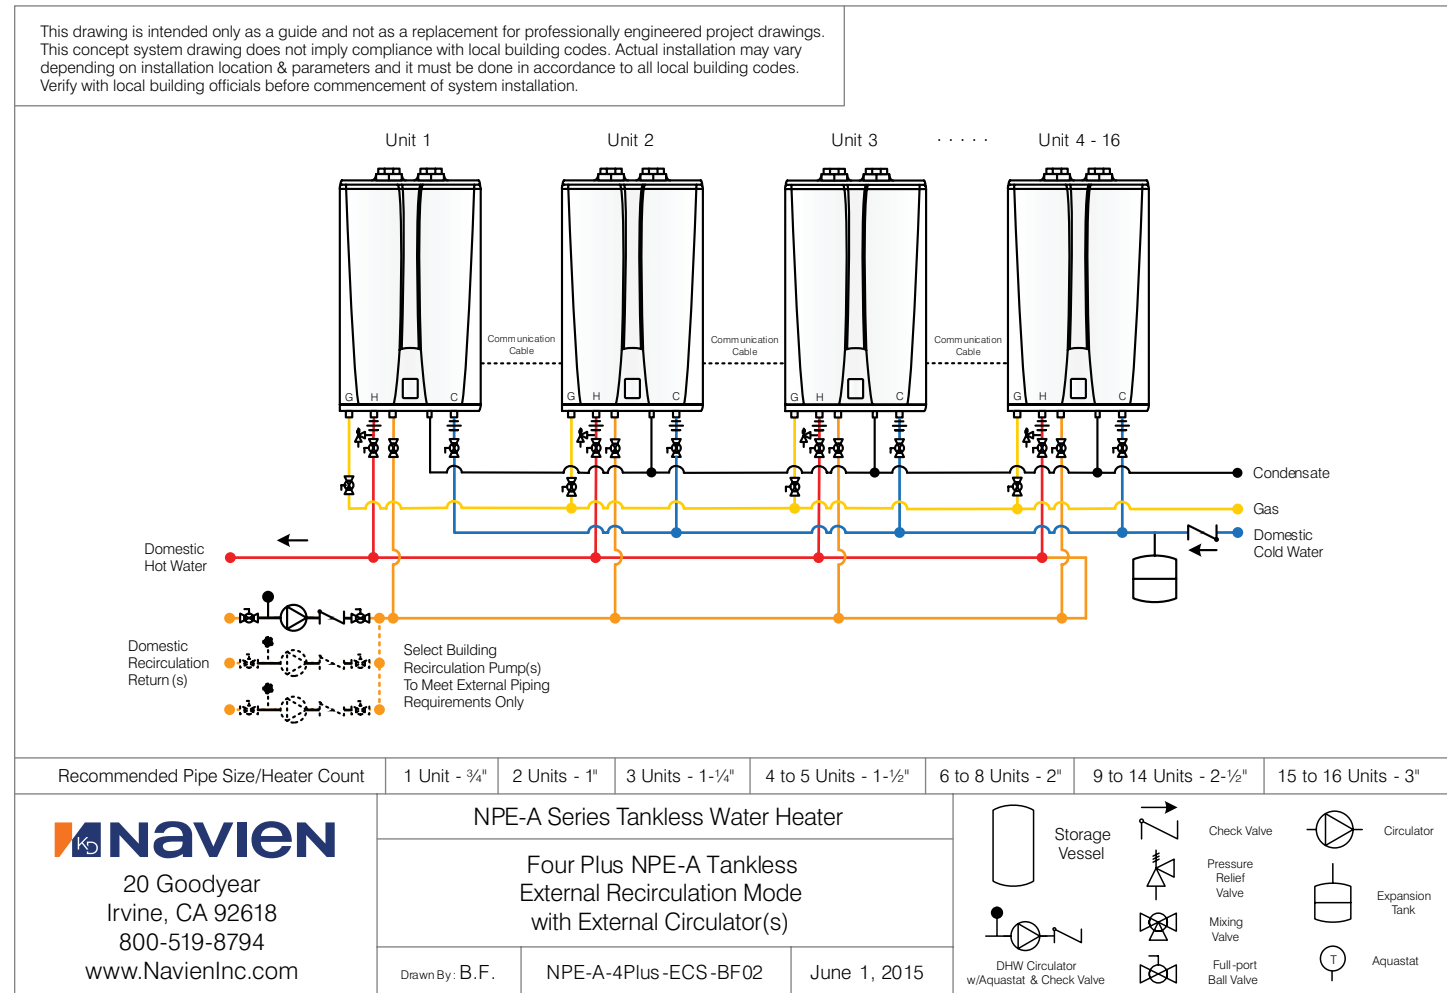 This drawing is intended only as a guide and not as a replacement for professionally engineered project drawings.
This concept system drawing does not imply compliance with local building codes. Actual installation may vary
depending on installation location & parameters and it must be done in accordance to all local building codes.
Verify with local building officials before commencement of system installation.
Unit 1
Unit 2
Unit 3
. . . . .
Unit 4 - 16
Communication
Cable
Communication
Cable
Communication
Cable
G H C
G H C
G H C
G H C
Condensate
Gas
Domestic
Cold Water
Domestic
Hot Water
Domestic
Recirculation
Return (s)
Select Building
Recirculation Pump(s)
To Meet External Piping
Requirements Only
Recommended Pipe Size/Heater Count
1 Unit - ¾"
2 Units - 1"
3 Units - 1-¼"
4 to 5 Units - 1-½"
6 to 8 Units - 2"
9 to 14 Units - 2-½"
15 to 16 Units - 3"
KD NAVIEN
20 Goodyear
Irvine, CA 92618
800-519-8794
www.NavienInc.com
NPE-A Series Tankless Water Heater
Four Plus NPE-A Tankless
External Recirculation Mode
with External Circulator(s)
Drawn By: B.F.
NPE-A-4Plus-ECS-BF02
June 1, 2015
Storage
Vessel
DHW Circulator
w/Aquastat & Check Valve
Check Valve
Pressure
Relief
Valve
Mixing
Valve
Full-port
Ball Valve
Circulator
Expansion
Tank
T
Aquastat